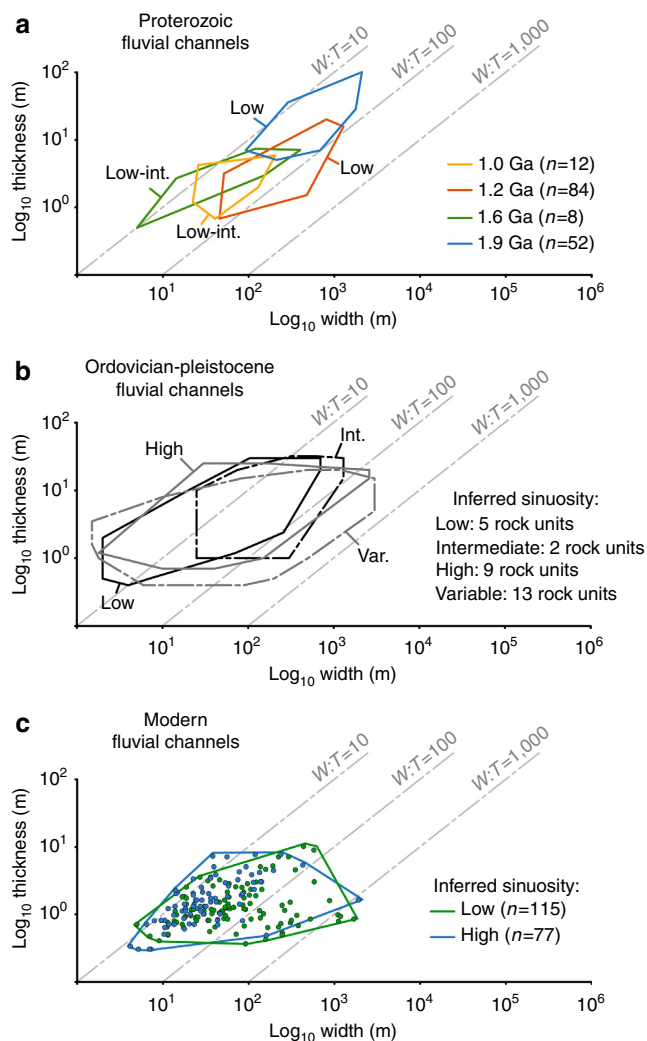 a
Proterozoic
fluvial channels
W:T=10
W:T=100
W:T=1,000
Log₁₀ thickness (m)
10²
10¹
10⁰
Low
Low
Low-int.
Low-int.
1.0 Ga (n=12)
1.2 Ga (n=84)
1.6 Ga (n=8)
1.9 Ga (n=52)
10¹ 10² 10³ 10⁴ 10⁵ 10⁶
Log₁₀ width (m)
b
Ordovician-pleistocene
fluvial channels
W:T=10
W:T=100
W:T=1,000
Log₁₀ thickness (m)
10²
10¹
10⁰
High
Int.
Low
Var.
Inferred sinuosity:
Low: 5 rock units
Intermediate: 2 rock units
High: 9 rock units
Variable: 13 rock units
10¹ 10² 10³ 10⁴ 10⁵ 10⁶
Log₁₀ width (m)
c
Modern
fluvial channels
W:T=10
W:T=100
W:T=1,000
Log₁₀ thickness (m)
10²
10¹
10⁰
Inferred sinuosity:
Low (n=115)
High (n=77)
10¹ 10² 10³ 10⁴ 10⁵ 10⁶
Log₁₀ width (m)